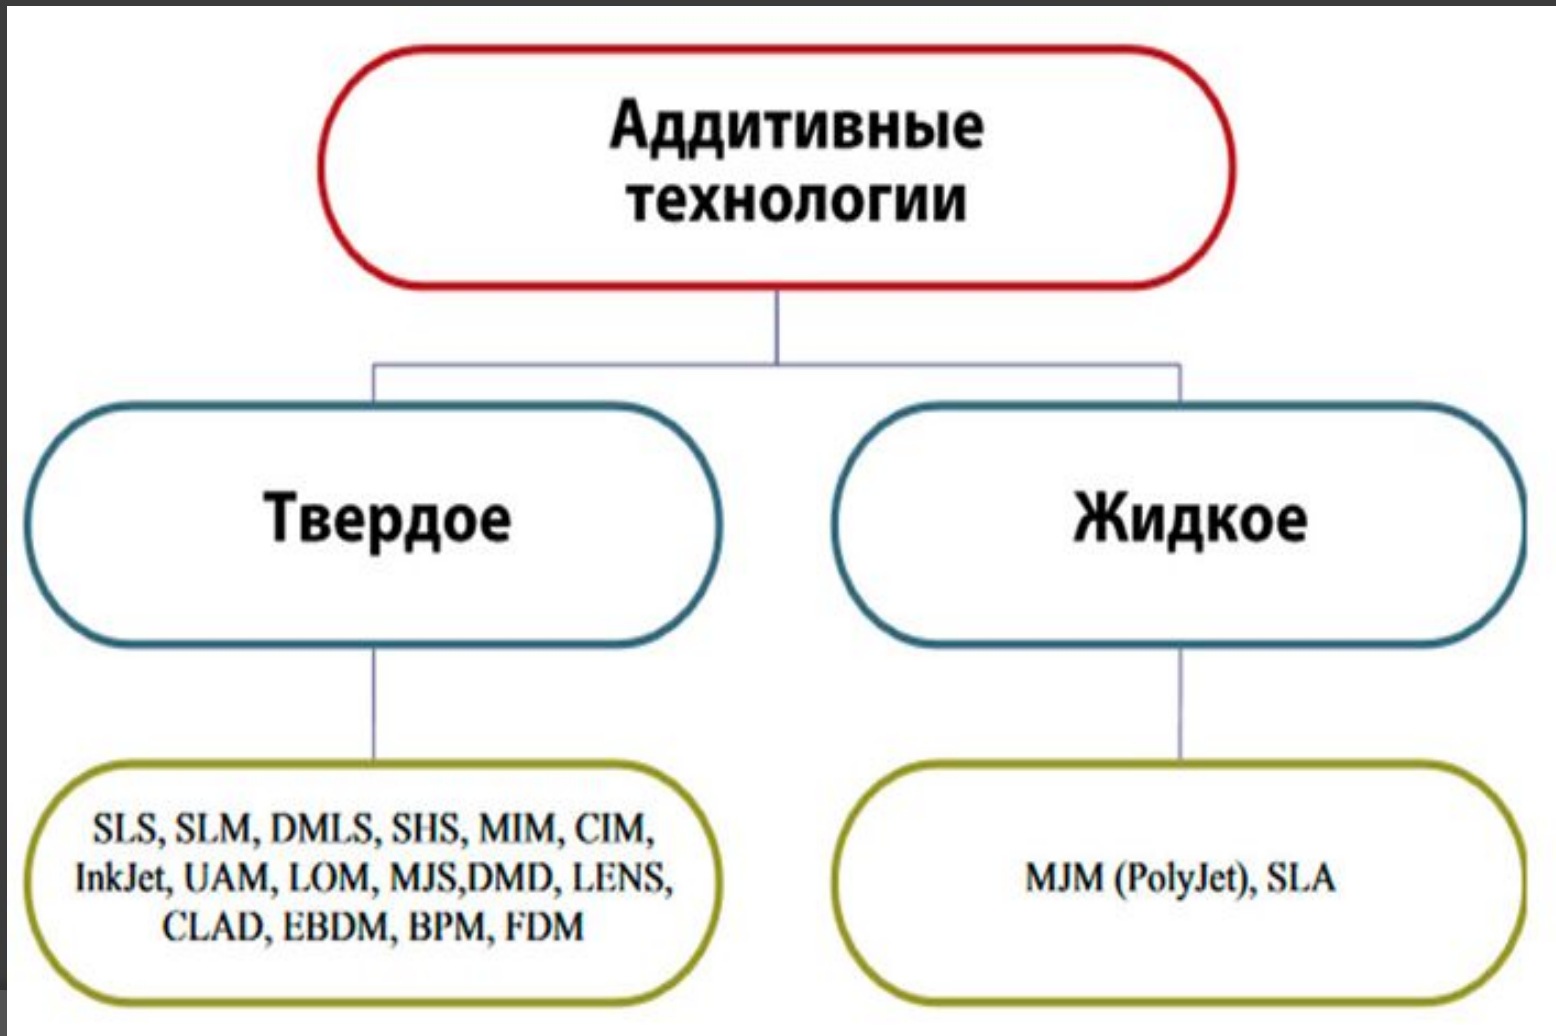 Аддитивные
технологии
Твердое
Жидкое
SLS, SLM, DMLS, SHS, MIM, CIM,
InkJet, UAM, LOM, MJS,DMD, LENS,
CLAD, EBDM, BPM, FDM
MJM (PolyJet), SLA